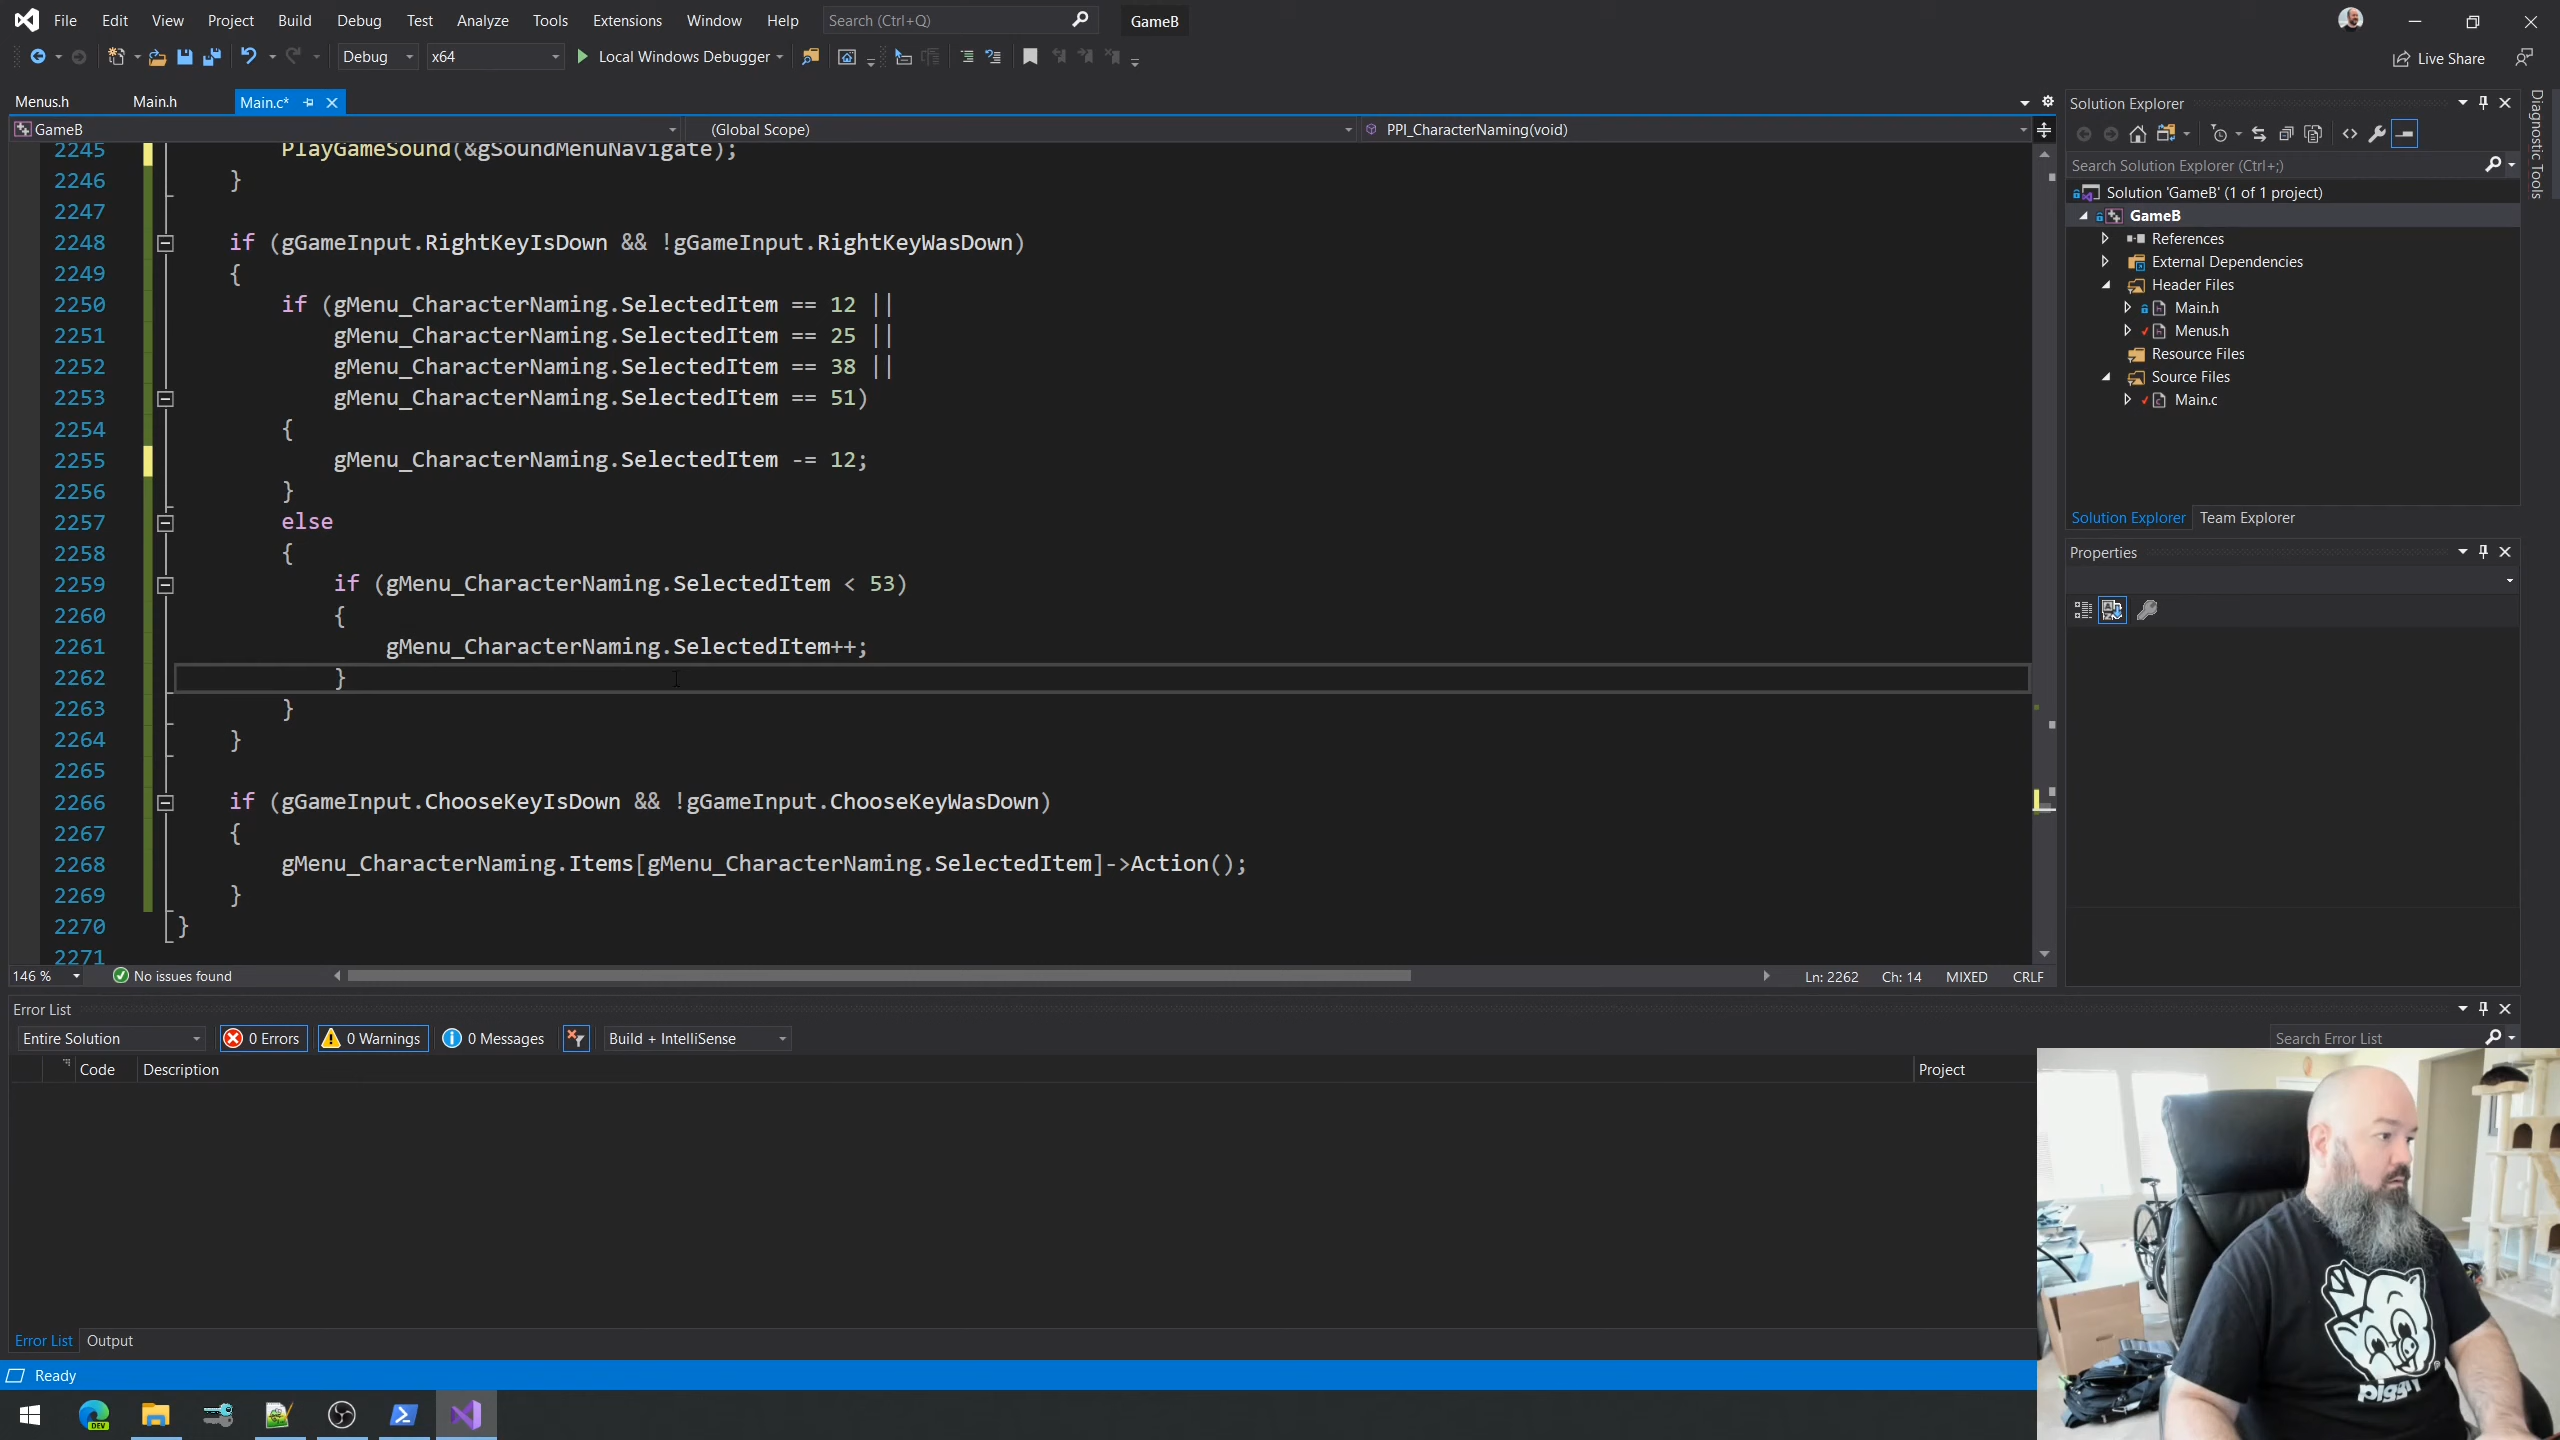 File Edit View Project Build Debug Test Analyze Tools Extensions Window Help Search (Ctrl+Q) GameB
Debug x64 Local Windows Debugger Live Share
Menus.h Main.h Main.c*
GameB (Global Scope) PPI_CharacterNaming(void)
2245 PlayGameSound(&gSoundMenuNavigate);
2246 }
2247
2248 if (gGameInput.RightKeyIsDown && !gGameInput.RightKeyWasDown)
2249 {
2250 if (gMenu_CharacterNaming.SelectedItem == 12 ||
2251 gMenu_CharacterNaming.SelectedItem == 25 ||
2252 gMenu_CharacterNaming.SelectedItem == 38 ||
2253 gMenu_CharacterNaming.SelectedItem == 51)
2254 {
2255 gMenu_CharacterNaming.SelectedItem -= 12;
2256 }
2257 else
2258 {
2259 if (gMenu_CharacterNaming.SelectedItem < 53)
2260 {
2261 gMenu_CharacterNaming.SelectedItem++;
2262 }
2263 }
2264 }
2265
2266 if (gGameInput.ChooseKeyIsDown && !gGameInput.ChooseKeyWasDown)
2267 {
2268 gMenu_CharacterNaming.Items[gMenu_CharacterNaming.SelectedItem]->Action();
2269 }
2270 }
2271
146 % No issues found Ln: 2262 Ch: 14 MIXED CRLF
Solution Explorer
Search Solution Explorer (Ctrl+;)
Solution 'GameB' (1 of 1 project)
GameB
References
External Dependencies
Header Files
Main.h
Menus.h
Resource Files
Source Files
Main.c
Solution Explorer Team Explorer
Properties
Diagnostic Tools
Error List
Entire Solution 0 Errors 0 Warnings 0 Messages Build + IntelliSense Search Error List
Code Description Project
Error List Output
Ready
DEV
piggly